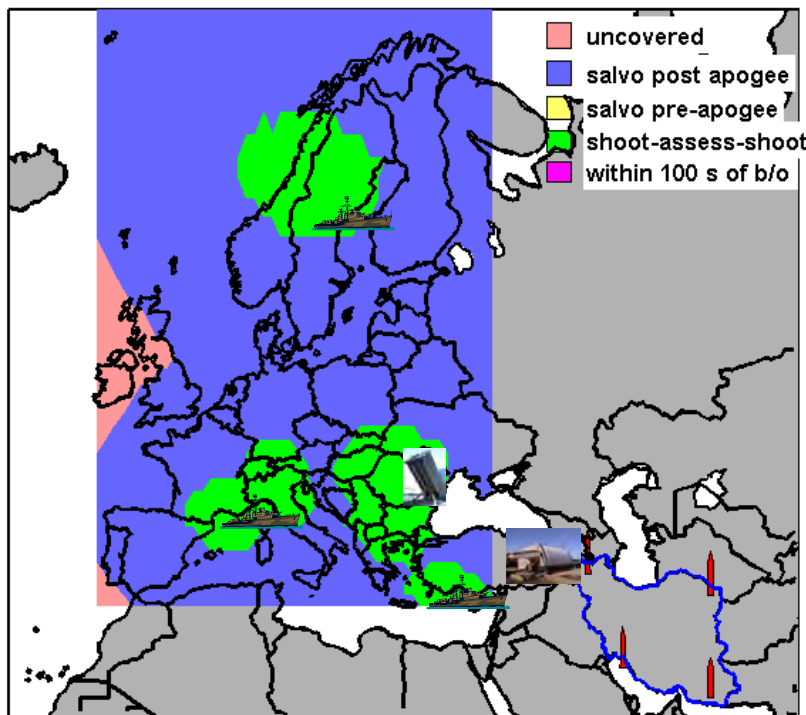 uncovered
salvo post apogee
salvo pre-apogee
shoot-assess-shoot
within 100 s of b/o